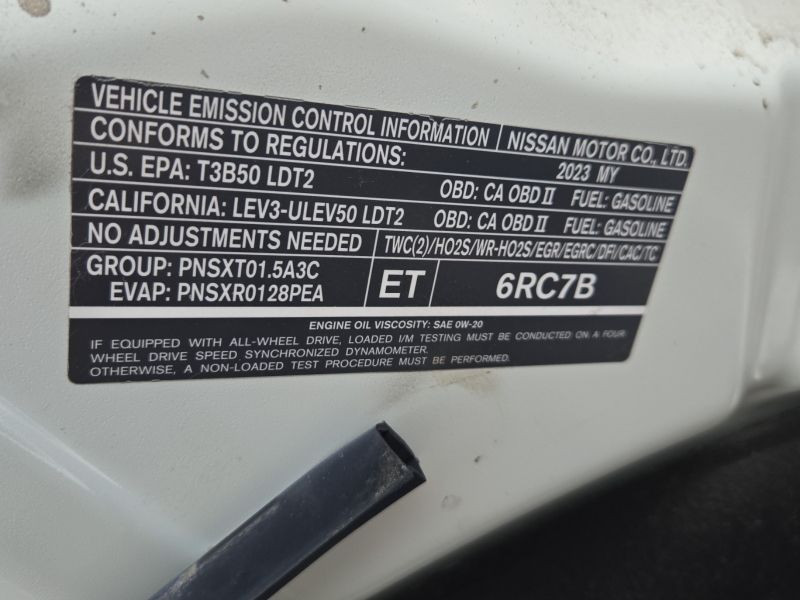 VEHICLE EMISSION CONTROL INFORMATION NISSAN MOTOR CO., LTD.
CONFORMS TO REGULATIONS: 2023 MY
U.S. EPA: T3B50 LDT2 OBD: CA OBD II FUEL: GASOLINE
CALIFORNIA: LEV3-ULEV50 LDT2 OBD: CA OBD II FUEL: GASOLINE
NO ADJUSTMENTS NEEDED TWC(2)/HO2S/WR-HO2S/EGR/EGRC/DFI/CAC/TC
GROUP: PNSXT01.5A3C
EVAP: PNSXR0128PEA
ET 6RC7B
ENGINE OIL VISCOSITY: SAE 0W-20
IF EQUIPPED WITH ALL-WHEEL DRIVE, LOADED I/M TESTING MUST BE CONDUCTED ON A FOUR
WHEEL DRIVE SPEED SYNCHRONIZED DYNAMOMETER.
OTHERWISE, A NON-LOADED TEST PROCEDURE MUST BE PERFORMED.